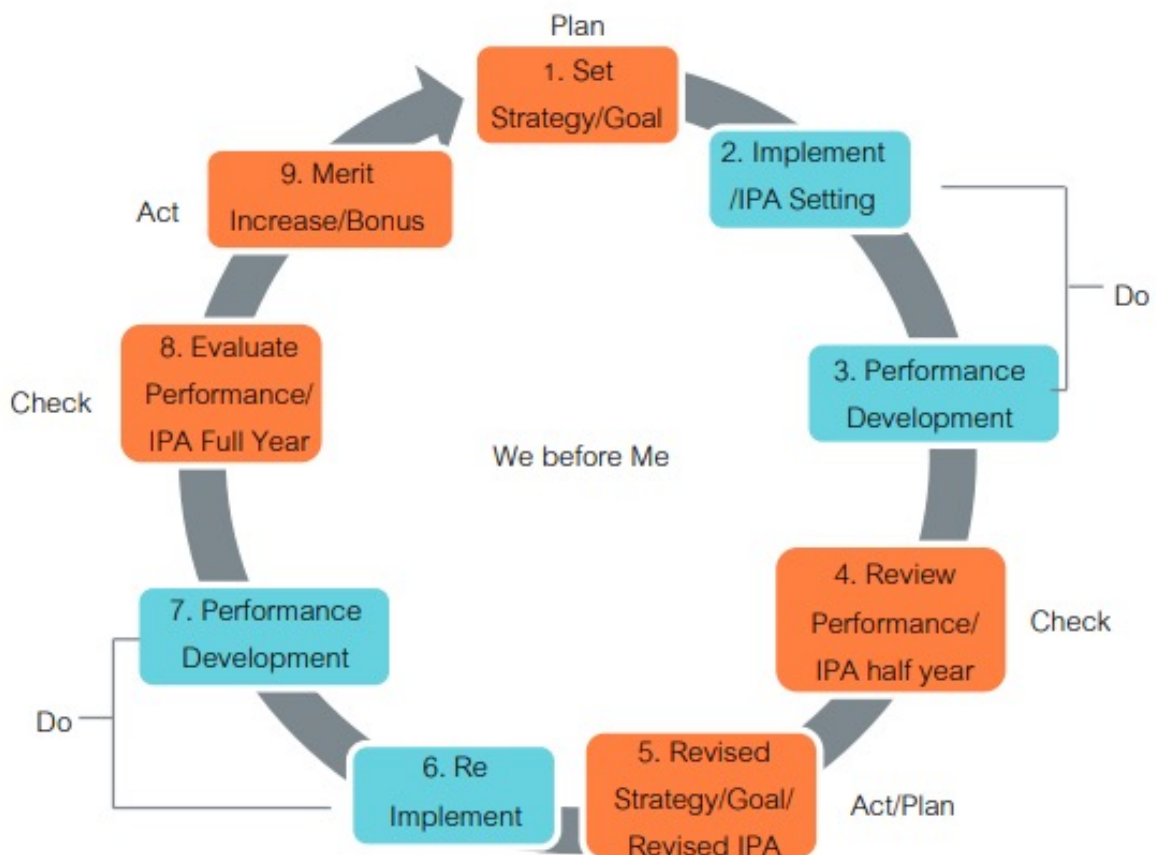 Plan
1. Set
Strategy/Goal
2. Implement
/IPA Setting
Do
3. Performance
Development
4. Review
Performance/
IPA half year
Check
5. Revised
Strategy/Goal/
Revised IPA
Act/Plan
6. Re
Implement
7. Performance
Development
Do
8. Evaluate
Performance/
IPA Full Year
Check
9. Merit
Increase/Bonus
Act
We before Me